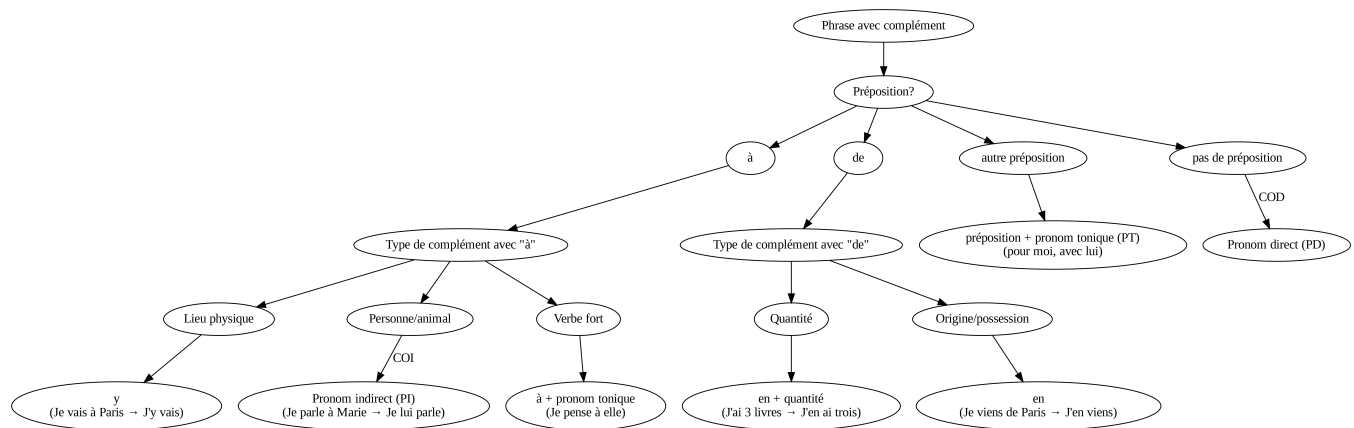 Phrase avec complément
Préposition?
à
de
autre préposition
pas de préposition
COD
Type de complément avec "à"
Type de complément avec "de"
préposition + pronom tonique (PT)
(pour moi, avec lui)
Pronom direct (PD)
Lieu physique
Personne/animal
Verbe fort
Quantité
Origine/possession
COI
y
(Je vais à Paris → J'y vais)
Pronom indirect (PI)
(Je parle à Marie → Je lui parle)
à + pronom tonique
(Je pense à elle)
en + quantité
(J'ai 3 livres → J'en ai trois)
en
(Je viens de Paris → J'en viens)